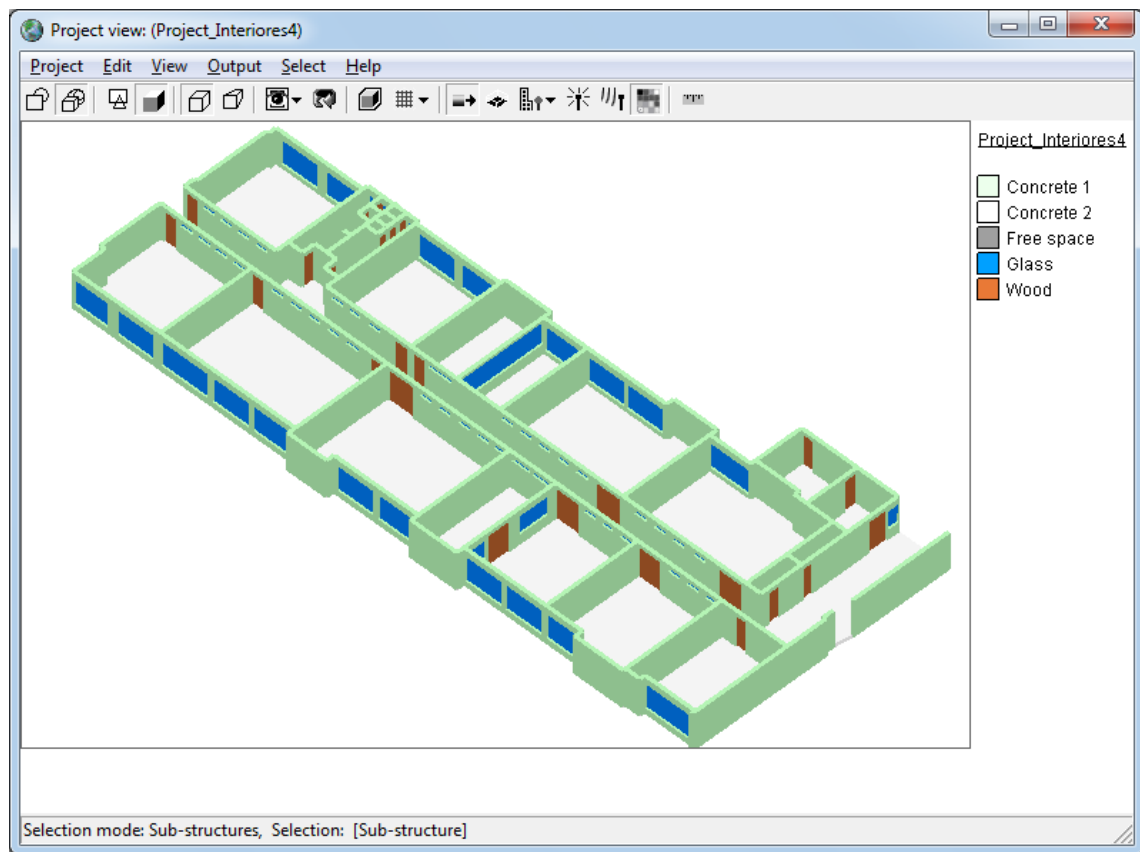 Project view: (Project_Interiores4)
Project Edit View Output Select Help
Project_Interiores4
Concrete 1
Concrete 2
Free space
Glass
Wood
Selection mode: Sub-structures, Selection: [Sub-structure]